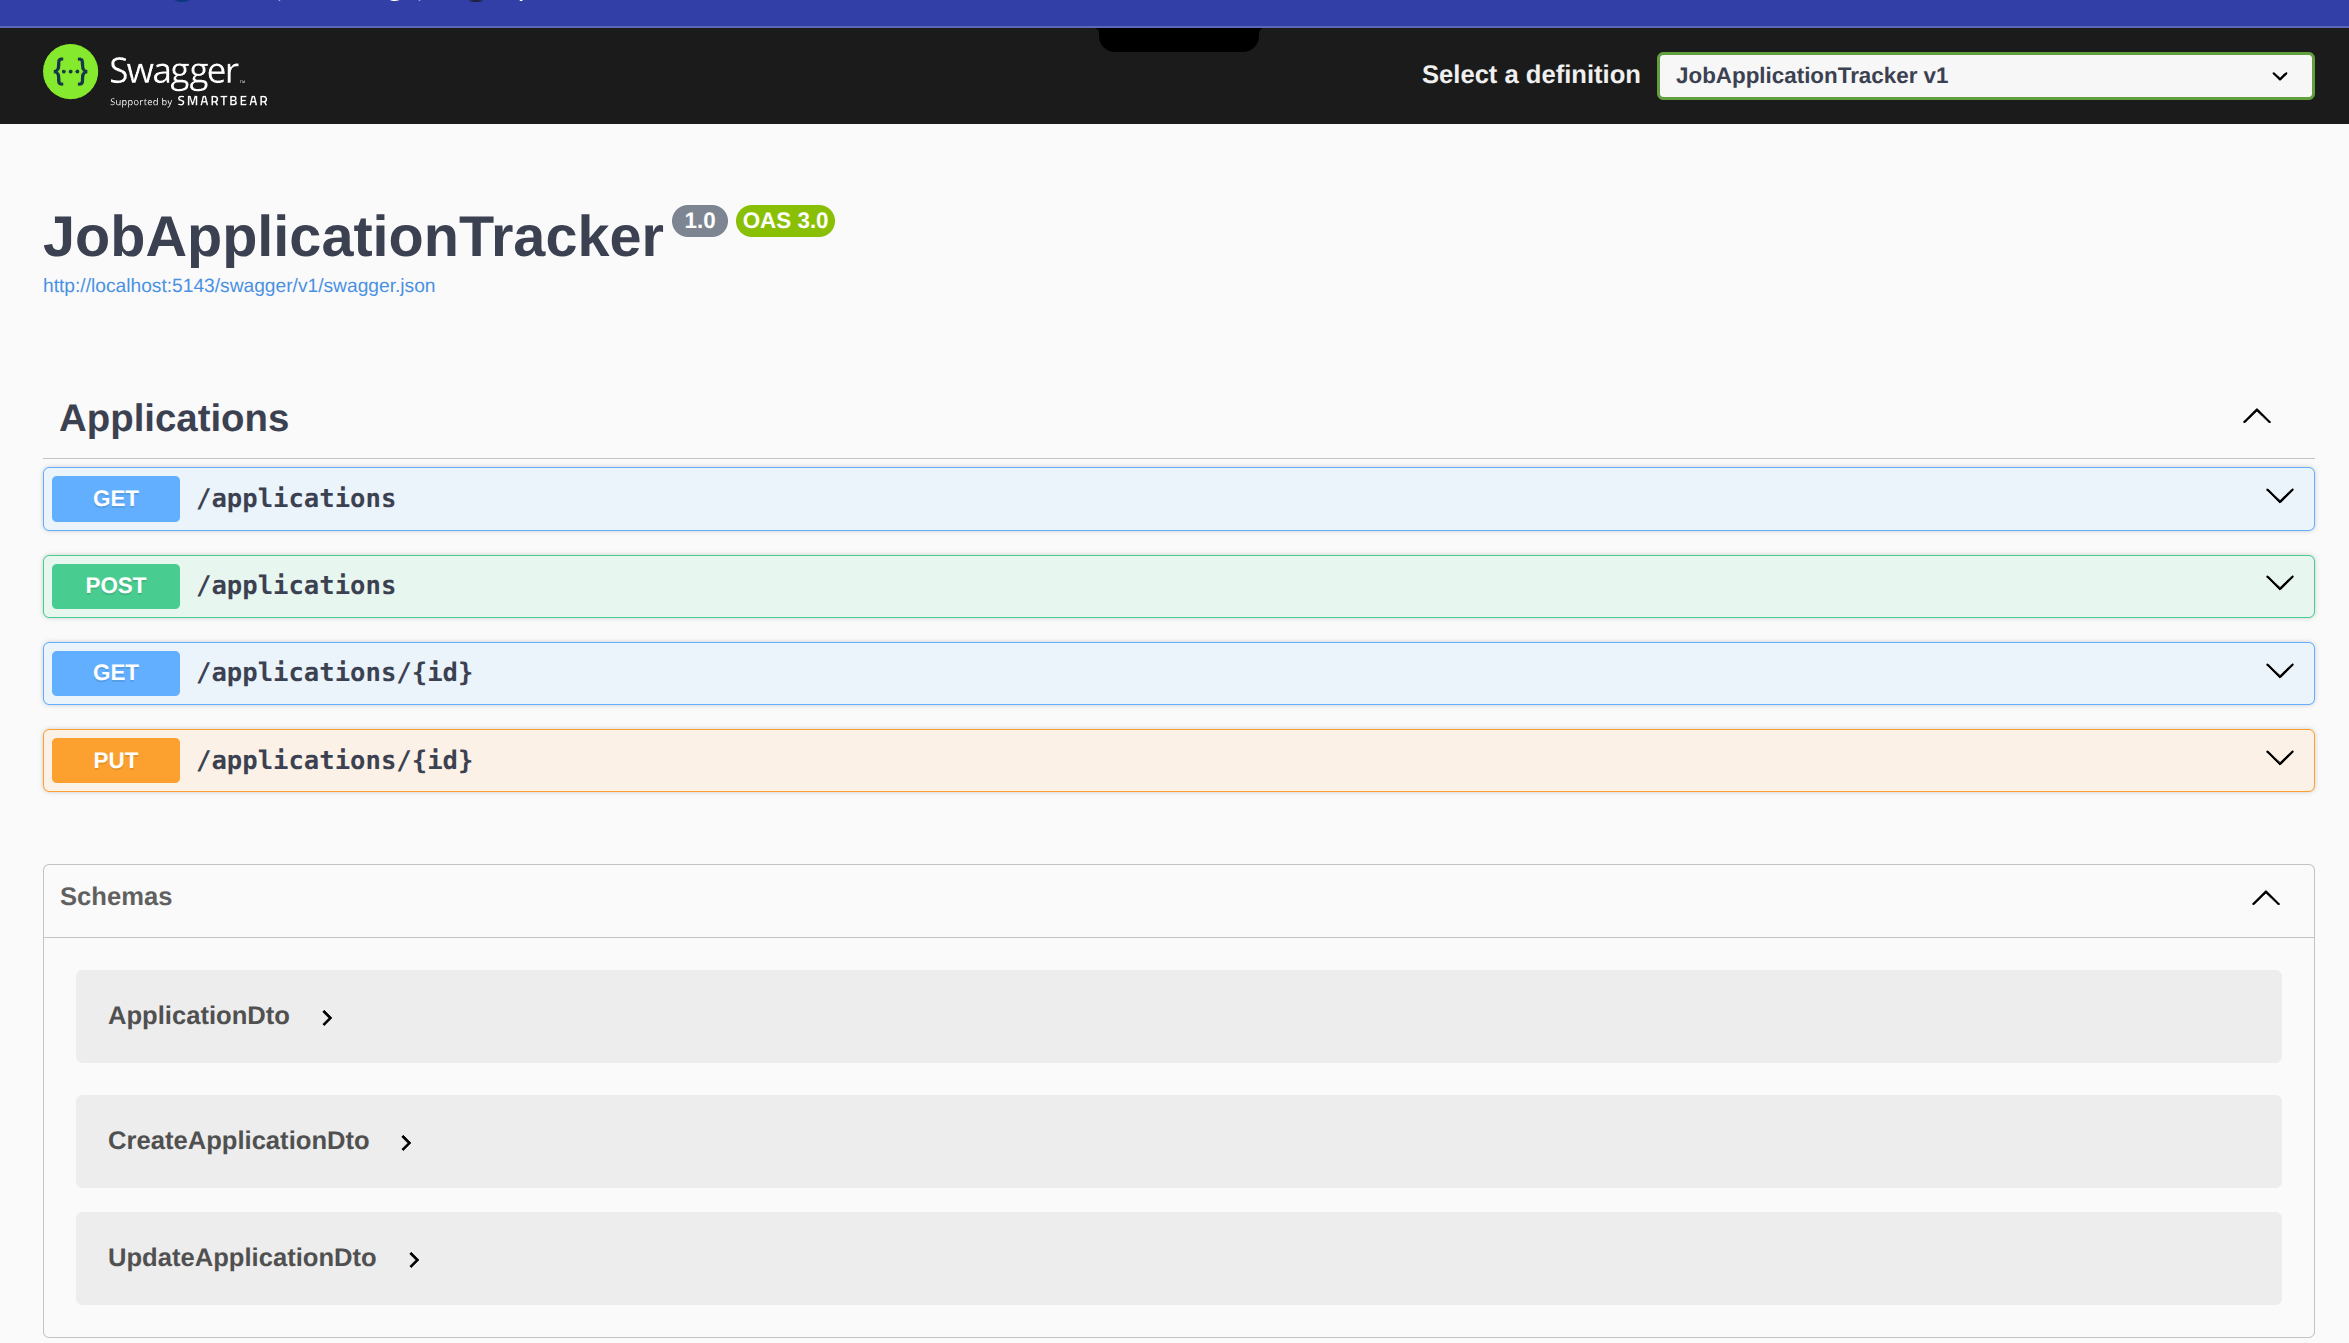 Swagger
Supported by SMARTBEAR
Select a definition
JobApplicationTracker v1
JobApplicationTracker 1.0 OAS 3.0
http://localhost:5143/swagger/v1/swagger.json
Applications
GET /applications
POST /applications
GET /applications/{id}
PUT /applications/{id}
Schemas
ApplicationDto
CreateApplicationDto
UpdateApplicationDto